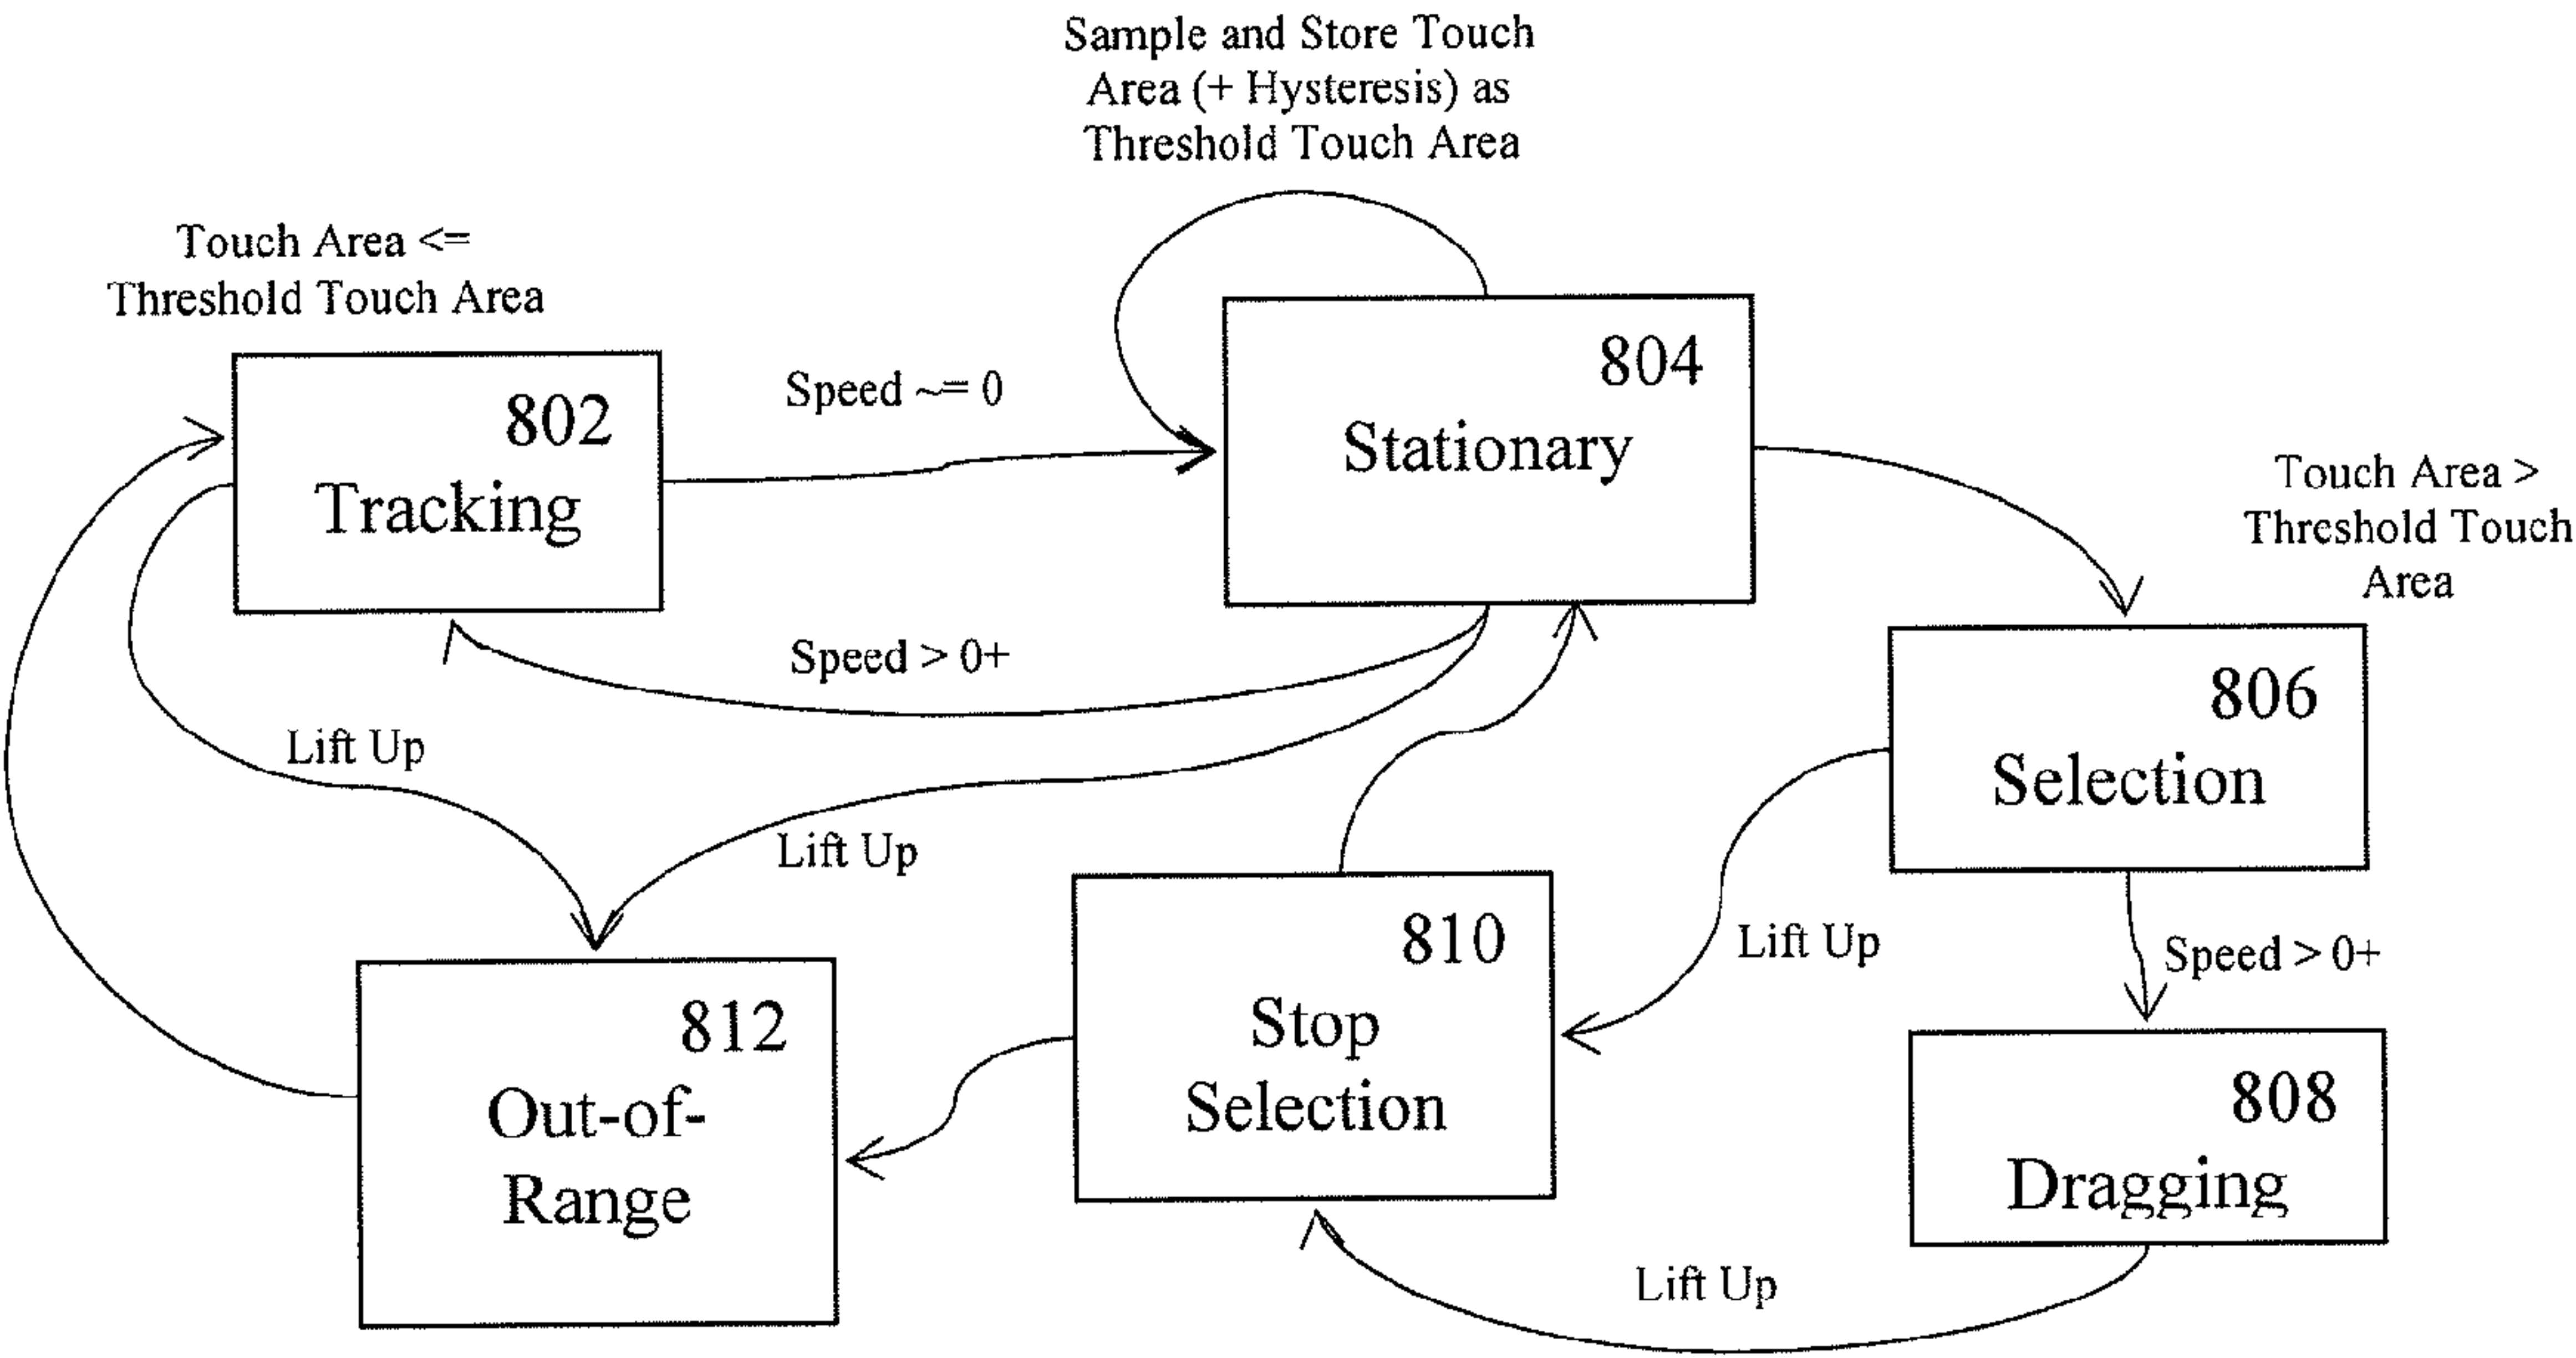 Sample and Store Touch
Area (+ Hysteresis) as
Threshold Touch Area
Touch Area <=
Threshold Touch Area
802
Tracking
Speed ~= 0
804
Stationary
Touch Area >
Threshold Touch
Area
Speed > 0+
806
Selection
Lift Up
Lift Up
810
Stop
Selection
Lift Up
Speed > 0+
812
Out-of-
Range
808
Dragging
Lift Up